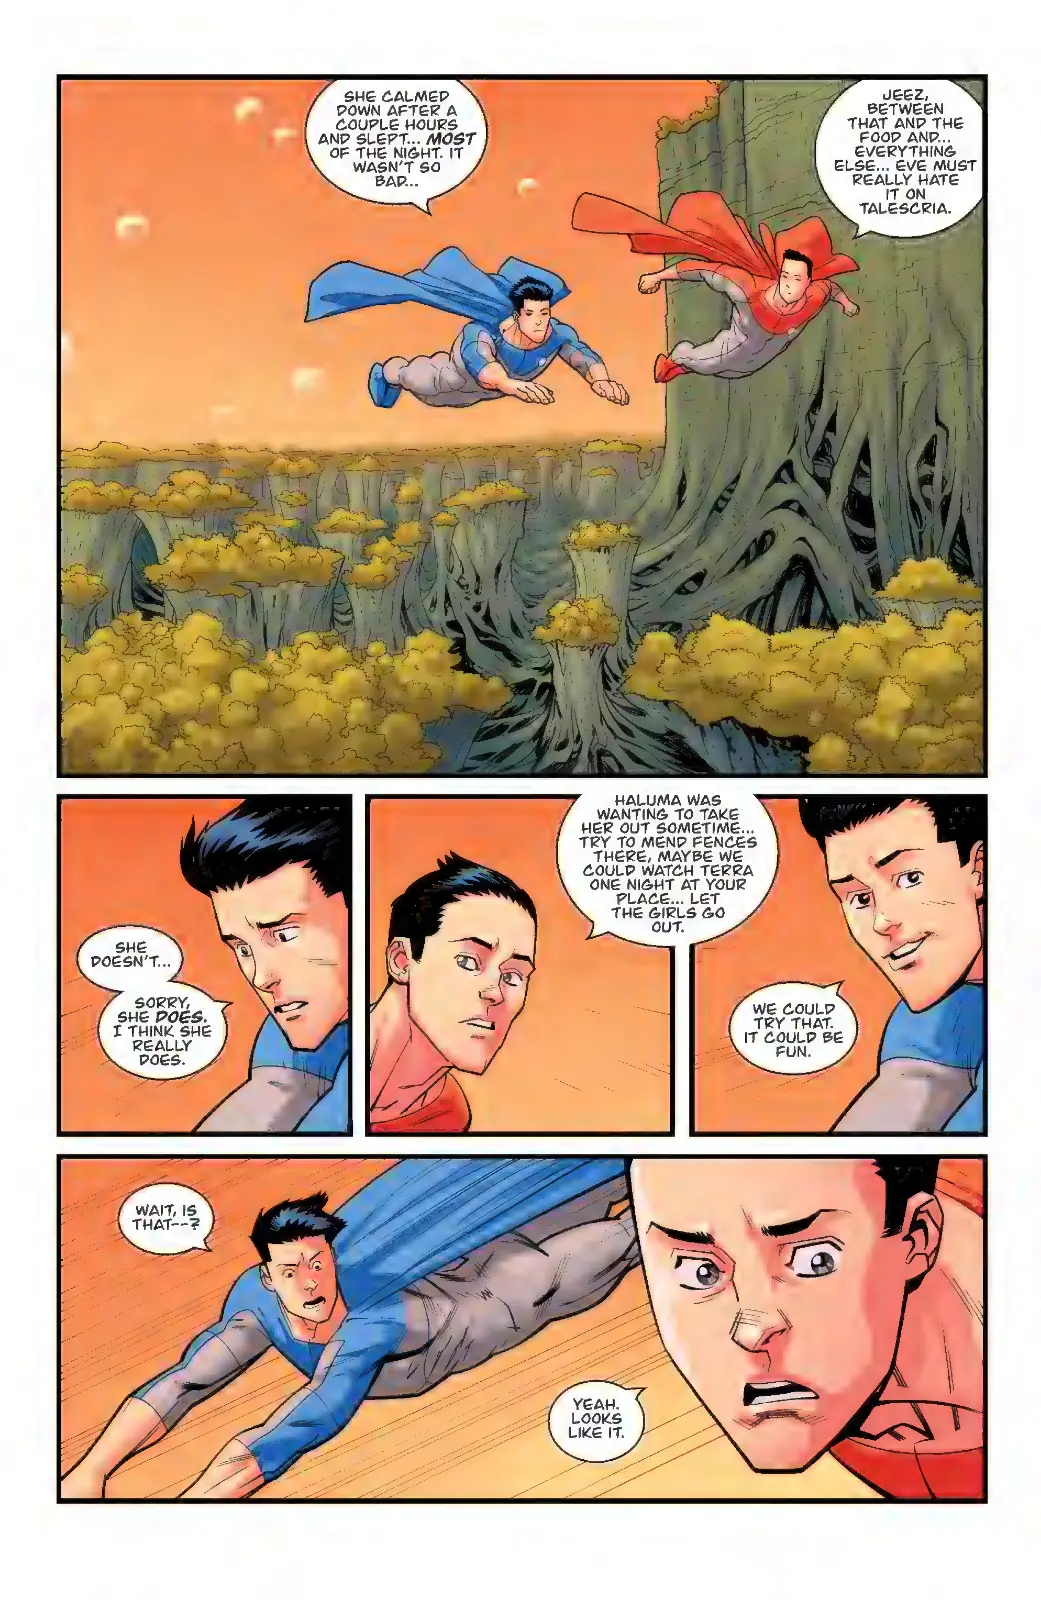 SHE CALMED
DOWN AFTER A
COUPLE HOURS
AND SLEPT... MOST
OF THE NIGHT. IT
WASN'T SO
BAD...
JEEZ,
BETWEEN
THAT AND THE
FOOD AND...
EVERYTHING
ELSE... EVE MUST
REALLY HATE
IT ON
TALESCRIA.
SHE
DOESN'T...
SORRY,
SHE DOES.
I THINK SHE
REALLY
DOES.
HALUMA WAS
WANTING TO TAKE
HER OUT SOMETIME...
TRY TO MEND FENCES
THERE, MAYBE WE
COULD WATCH TERRA
ONE NIGHT AT YOUR
PLACE... LET
THE GIRLS GO
OUT.
WE COULD
TRY THAT.
IT COULD BE
FUN.
WAIT, IS
THAT--?
YEAH.
LOOKS
LIKE IT.